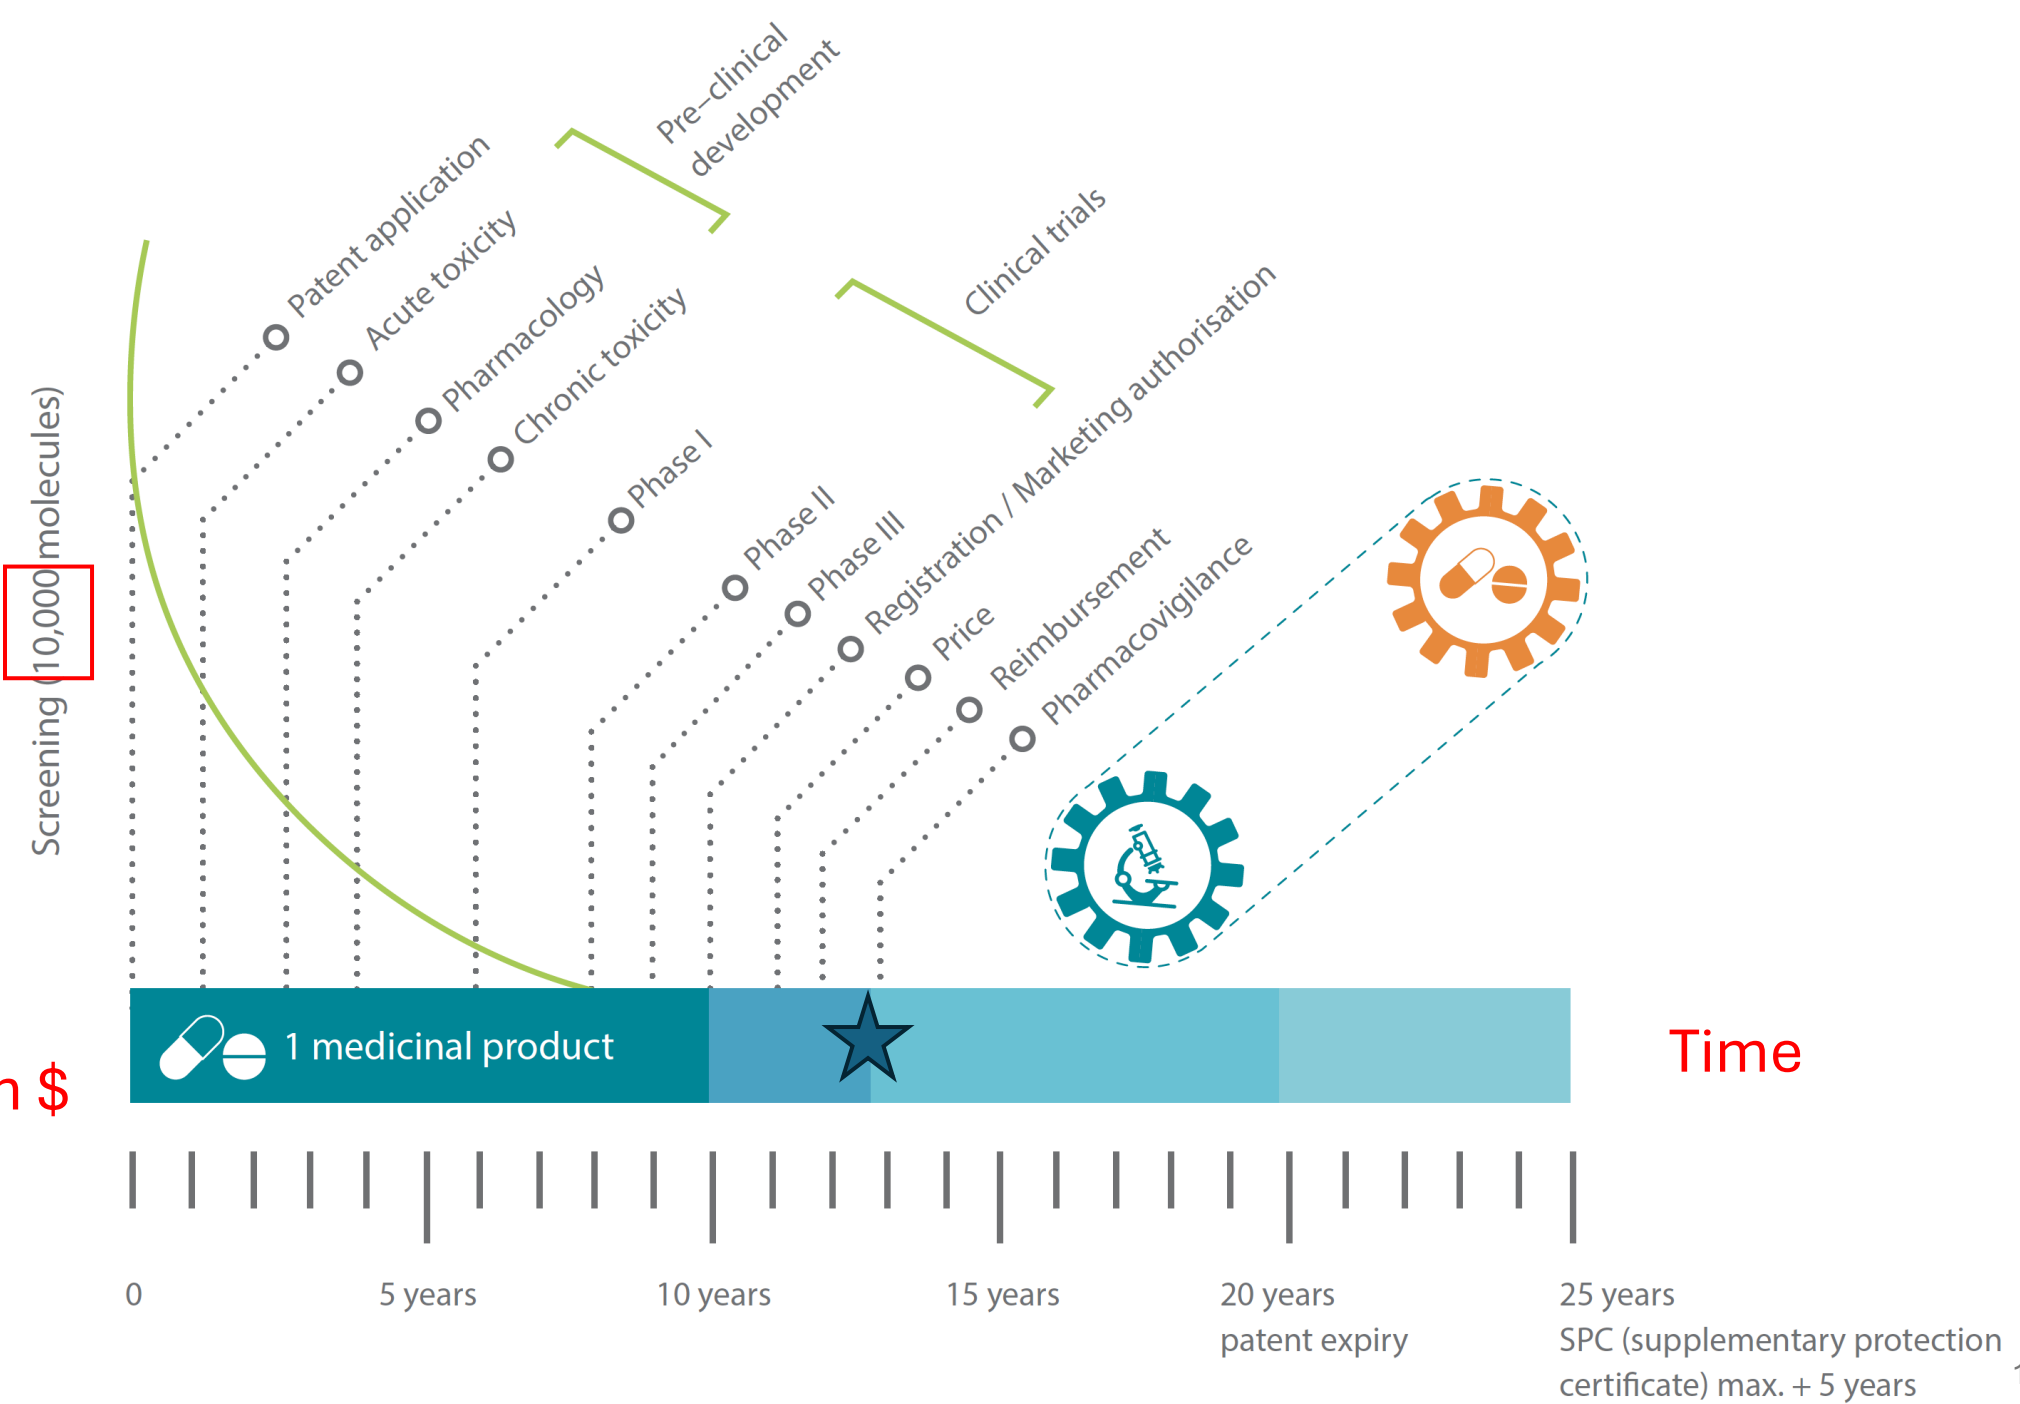 Pre–clinical
development
Patent application
Acute toxicity
Pharmacology
Chronic toxicity
Clinical trials
Phase I
Phase II
Phase III
Registration / Marketing authorisation
Price
Reimbursement
Pharmacovigilance
Screening (10,000 molecules)
1 medicinal product
$
Time
0
5 years
10 years
15 years
20 years
patent expiry
25 years
SPC (supplementary protection
certificate) max. + 5 years